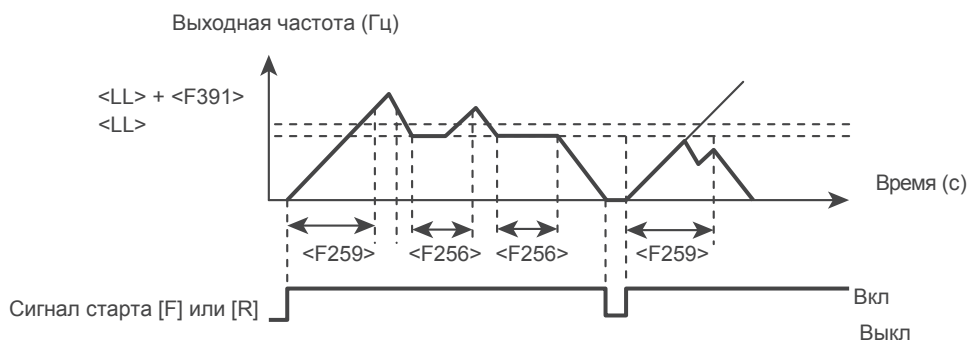 Выходная частота (Гц)
<LL> + <F391>
<LL>
Время (с)
<F259> <F256> <F256> <F259>
Сигнал старта [F] или [R]
Вкл
Выкл